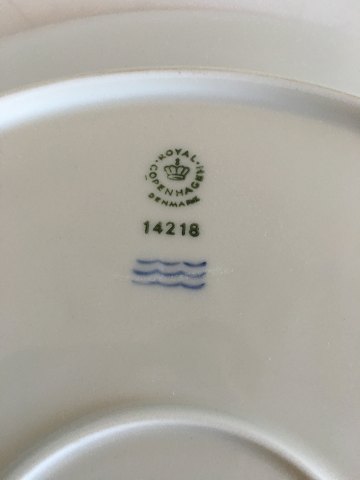 ROYAL
COPENHAGEN
DENMARK
14218